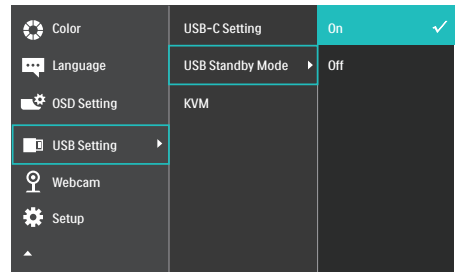 Color
Language
OSD Setting
USB Setting
Webcam
Setup
USB-C Setting
USB Standby Mode
KVM
On
Off